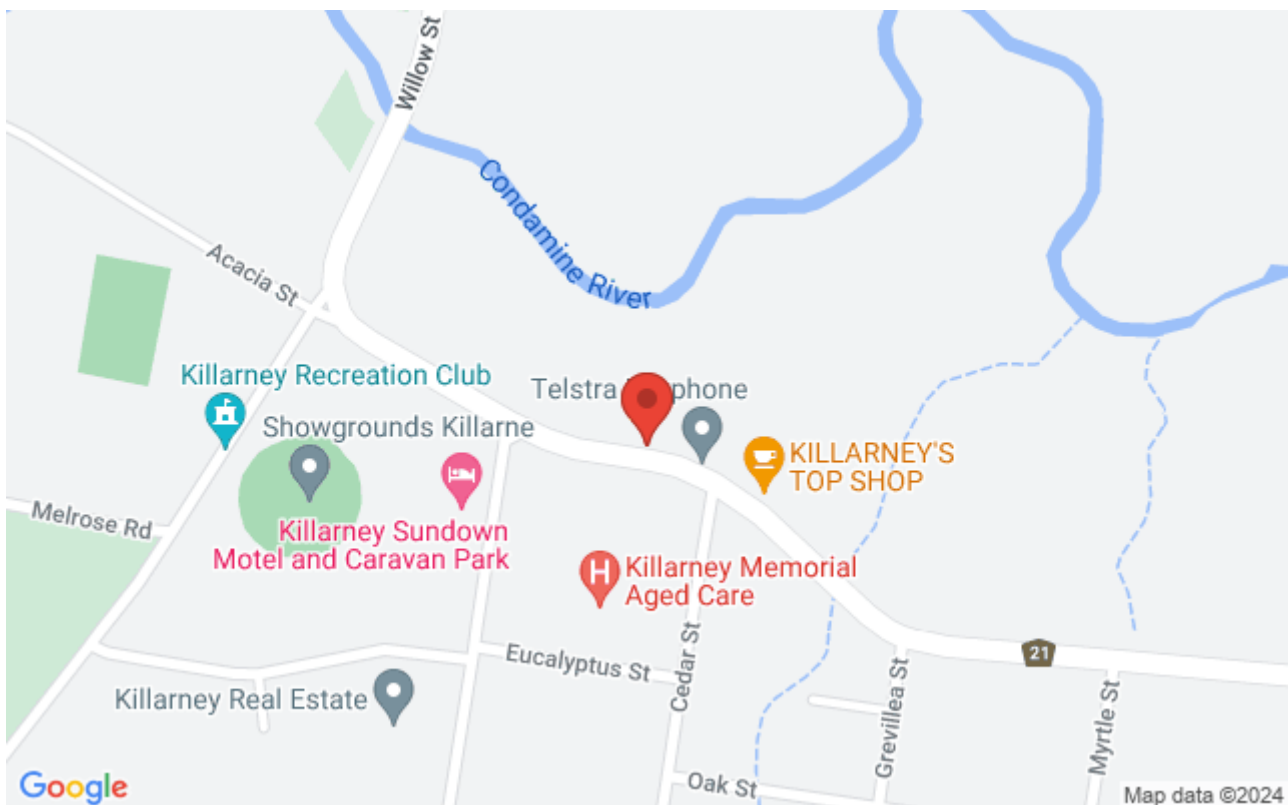 Willow St
Condamine River
Acacia St
Killarney Recreation Club
Telstra phone
Showgrounds Killarne
KILLARNEY'S
TOP SHOP
Melrose Rd
Killarney Sundown
Motel and Caravan Park
Killarney Memorial
Aged Care
H
Cedar St
Eucalyptus St
21
Killarney Real Estate
Grevillea St
Myrtle St
Oak St
Google
Map data ©2024